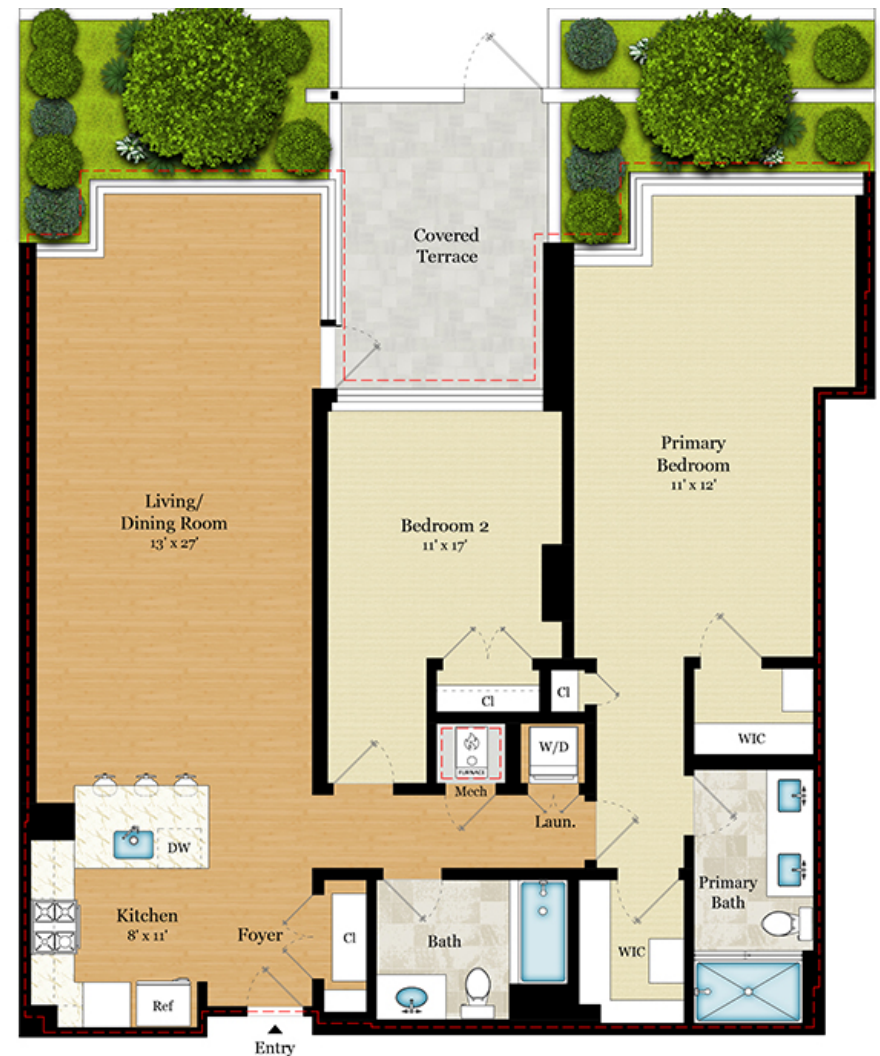 Covered
Terrace
Primary
Bedroom
11' x 12'
Living/
Dining Room
13' x 27'
Bedroom 2
11' x 17'
Cl
Cl
WIC
FURNACE
W/D
Mech
Laun.
DW
Primary
Bath
Kitchen
8' x 11'
Foyer
Cl
Bath
WIC
Ref
Entry